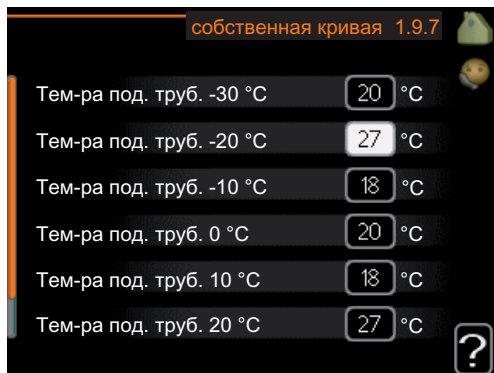 собственная кривая 1.9.7
Тем-ра под. труб. -30 °C 20 °C
Тем-ра под. труб. -20 °C 27 °C
Тем-ра под. труб. -10 °C 18 °C
Тем-ра под. труб. 0 °C 20 °C
Тем-ра под. труб. 10 °C 18 °C
Тем-ра под. труб. 20 °C 27 °C
?